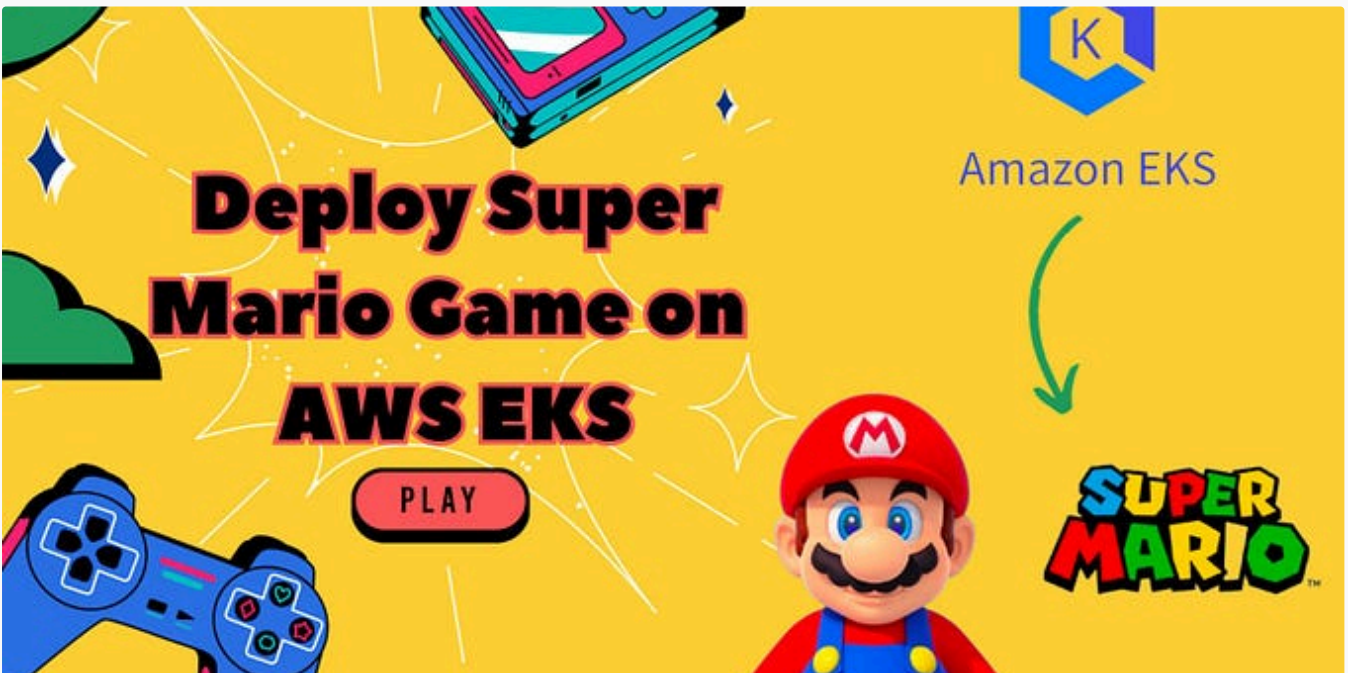 Deploy Super
Mario Game on
AWS EKS
PLAY
K
Amazon EKS
M
SUPER
MARIO
TM